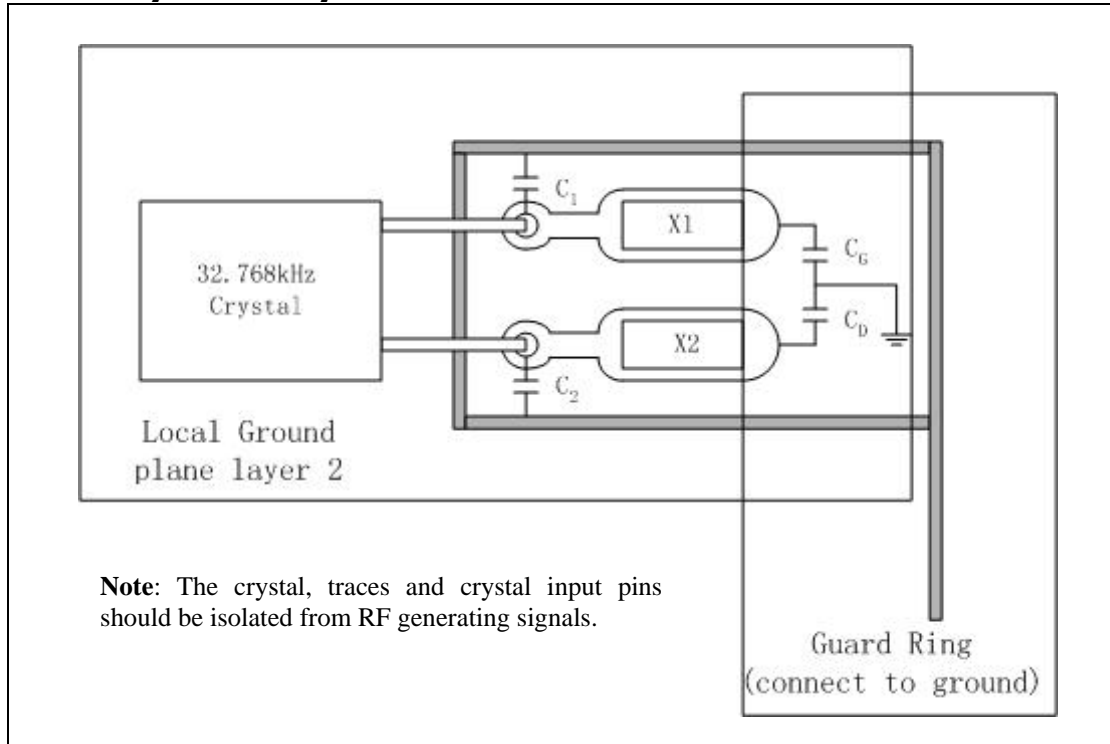 C1
X1
CG
32.768kHz
Crystal
CD
X2
C2
Local Ground
plane layer 2
Note: The crystal, traces and crystal input pins
should be isolated from RF generating signals.
Guard Ring
(connect to ground)